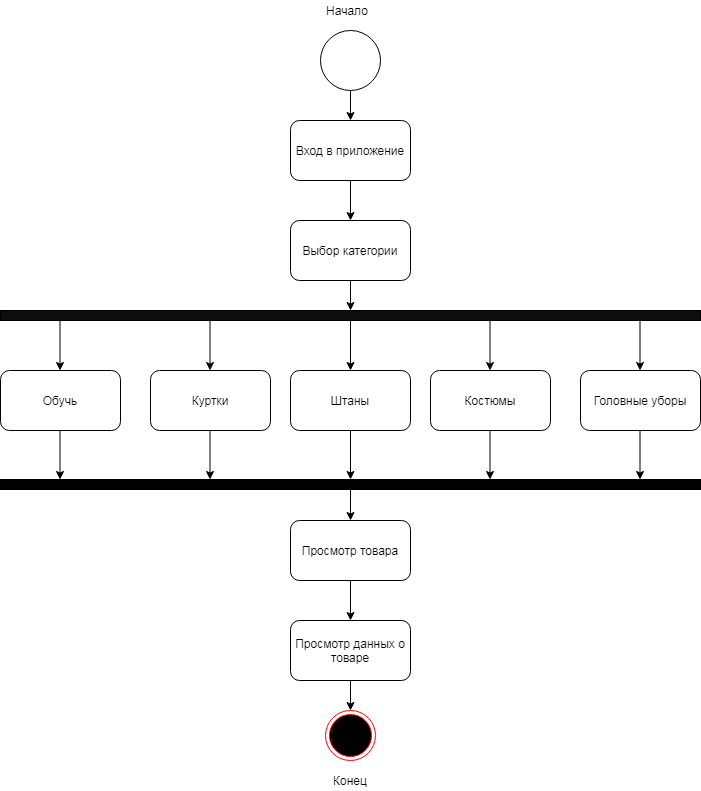 Начало
Вход в приложение
Выбор категории
Обучь
Куртки
Штаны
Костюмы
Головные уборы
Просмотр товара
Просмотр данных о
товаре
Конец